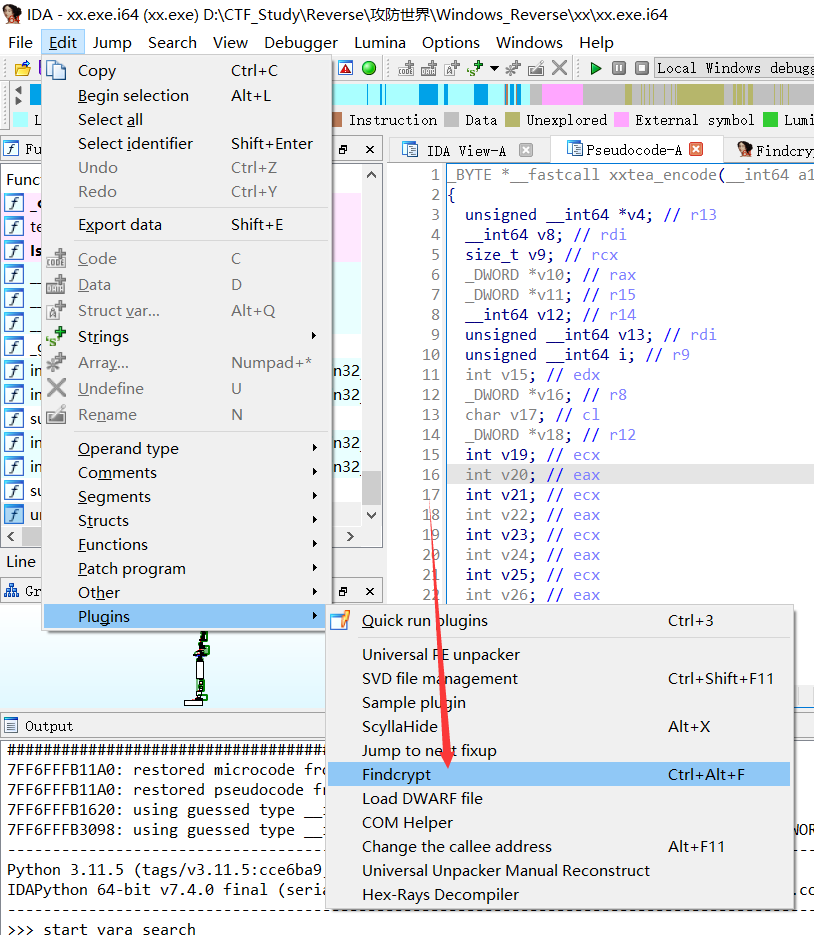 IDA - xx.exe.i64 (xx.exe) D:\CTF_Study\Reverse\攻防世界\Windows_Reverse\xx\xx.exe.i64
File Edit Jump Search View Debugger Lumina Options Windows Help
Local Windows debugg
Instruction Data Unexplored External symbol Lumi
IDA View-A Pseudocode-A Findcry
Copy Ctrl+C
Begin selection Alt+L
Select all
Select identifier Shift+Enter
Undo Ctrl+Z
Redo Ctrl+Y
Export data Shift+E
Code C
Data D
Struct var... Alt+Q
Strings
Array... Numpad+*
Undefine U
Rename N
Operand type
Comments
Segments
Structs
Functions
Patch program
Other
Plugins
Func
Line
Gr
1 _BYTE *__fastcall xxtea_encode(__int64 a1
2 {
3 unsigned __int64 *v4; // r13
4 __int64 v8; // rdi
5 size_t v9; // rcx
6 _DWORD *v10; // rax
7 _DWORD *v11; // r15
8 __int64 v12; // r14
9 unsigned __int64 v13; // rdi
10 unsigned __int64 i; // r9
11 int v15; // edx
12 _DWORD *v16; // r8
13 char v17; // cl
14 _DWORD *v18; // r12
15 int v19; // ecx
16 int v20; // eax
17 int v21; // ecx
18 int v22; // eax
19 int v23; // ecx
20 int v24; // eax
21 int v25; // ecx
22 int v26; // eax
Quick run plugins Ctrl+3
Universal PE unpacker
SVD file management Ctrl+Shift+F11
Sample plugin
ScyllaHide Alt+X
Jump to next fixup
Findcrypt Ctrl+Alt+F
Load DWARF file
COM Helper
Change the callee address Alt+F11
Universal Unpacker Manual Reconstruct
Hex-Rays Decompiler
Output
###################################
7FF6FFFB11A0: restored microcode fro
7FF6FFFB11A0: restored pseudocode fr
7FF6FFFB1620: using guessed type __i
7FF6FFFB3098: using guessed type __i
Python 3.11.5 (tags/v3.11.5:cce6ba9,
IDAPython 64-bit v7.4.0 final (seria
>>> start yara search